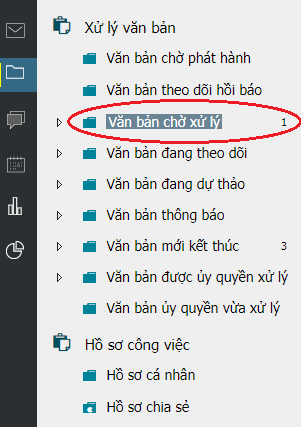 Xử lý văn bản
Văn bản chờ phát hành
Văn bản theo dõi hồi báo
Văn bản chờ xử lý 1
Văn bản đang theo dõi
Văn bản đang dự thảo
Văn bản thông báo
Văn bản mới kết thúc 3
Văn bản được ủy quyền xử lý
Văn bản ủy quyền vừa xử lý
Hồ sơ công việc
Hồ sơ cá nhân
Hồ sơ chia sẻ